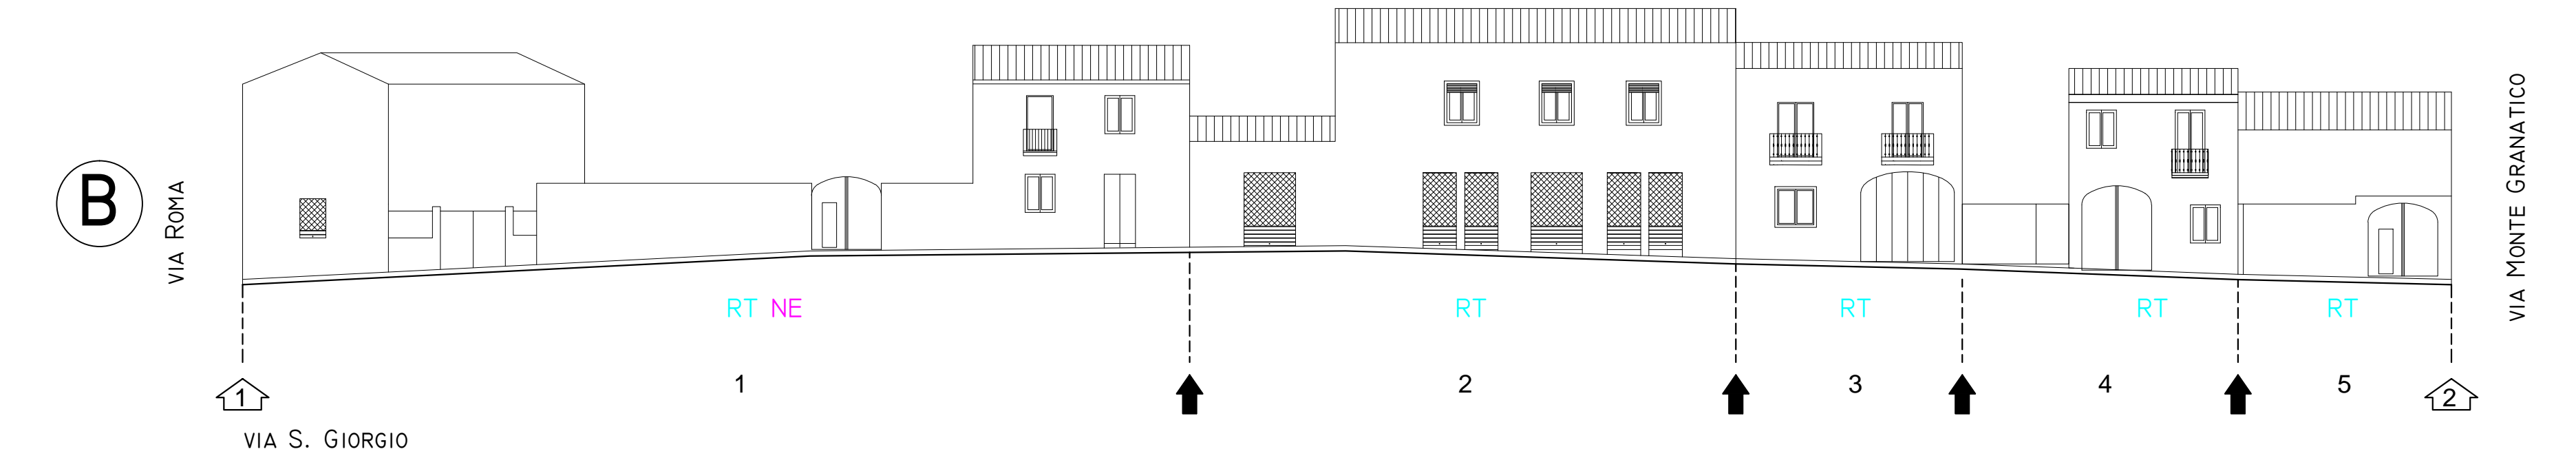 B
VIA ROMA
VIA MONTE GRANATICO
RT NE RT RT RT RT
1 1 2 3 4 5 2
VIA S. GIORGIO